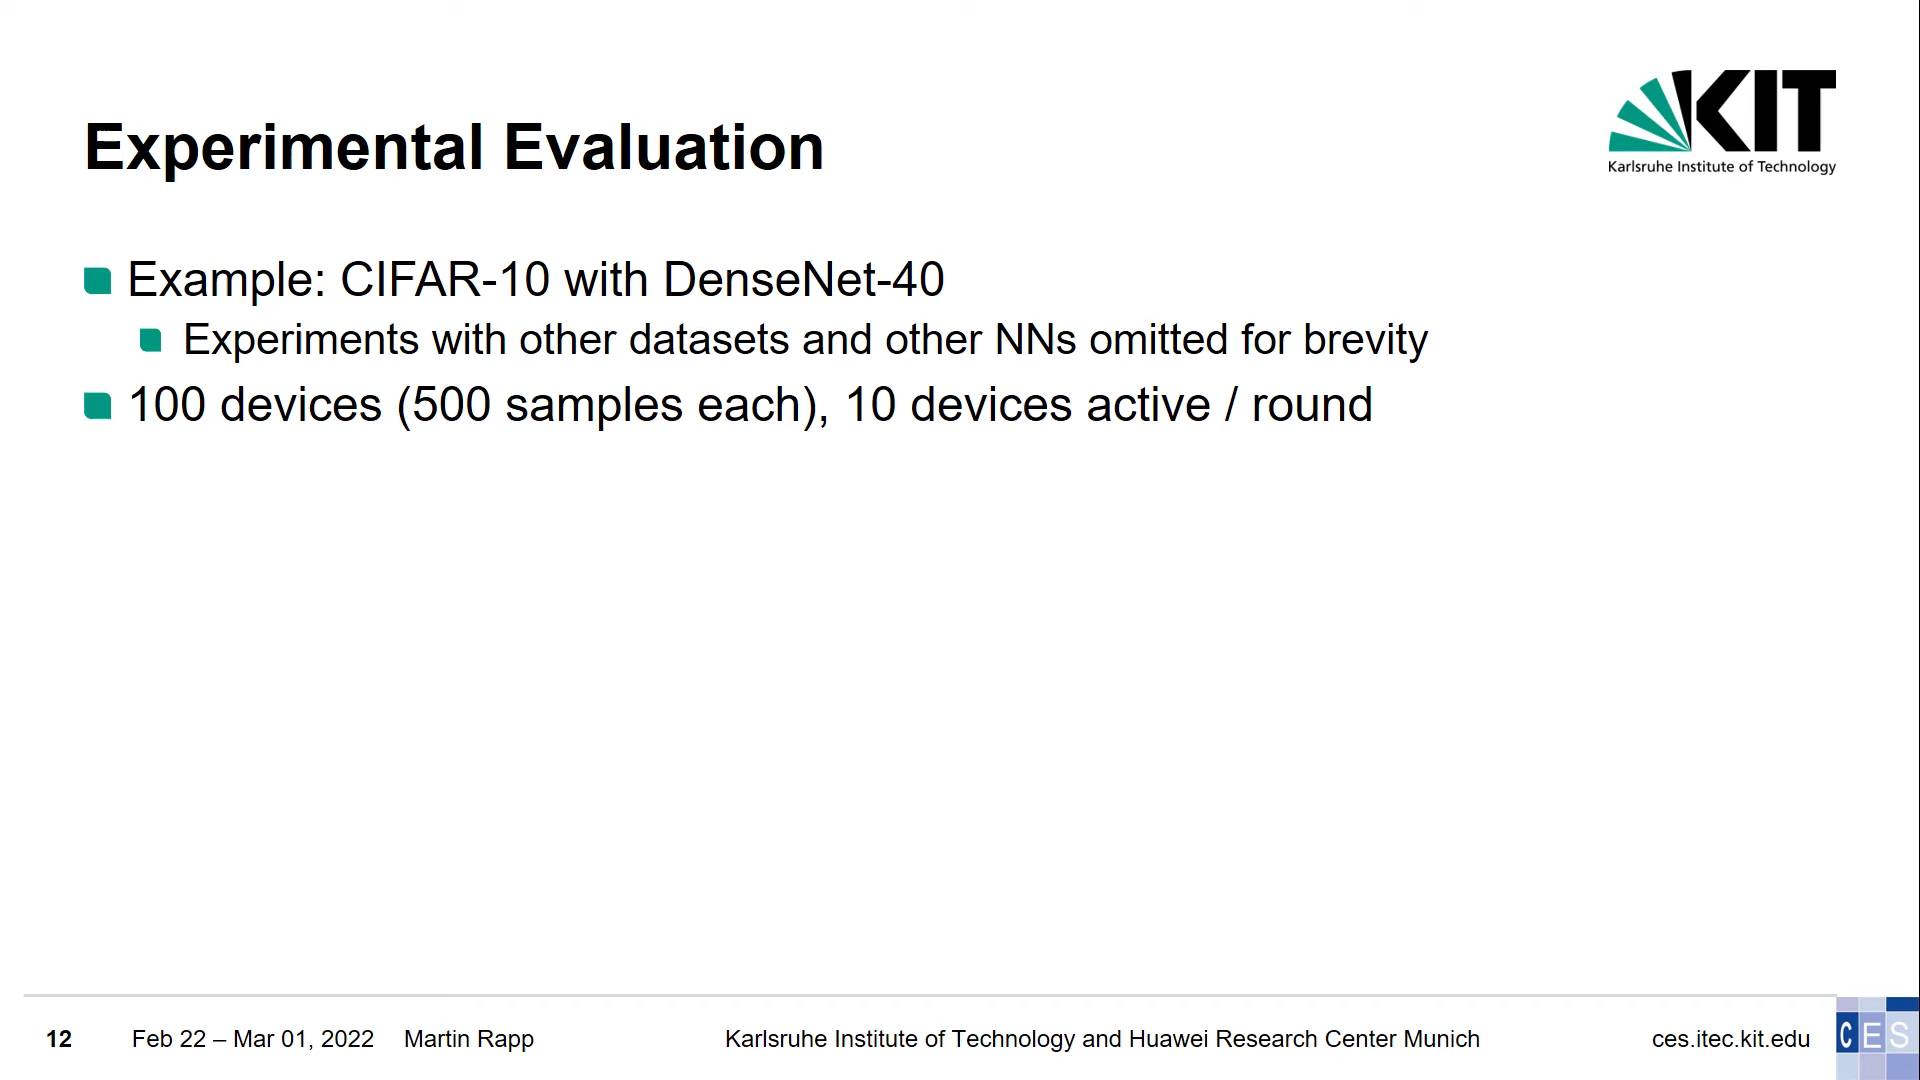 KIT
Karlsruhe Institute of Technology
Experimental Evaluation
Example: CIFAR-10 with DenseNet-40
Experiments with other datasets and other NNs omitted for brevity
100 devices (500 samples each), 10 devices active / round
12 Feb 22 – Mar 01, 2022 Martin Rapp Karlsruhe Institute of Technology and Huawei Research Center Munich ces.itec.kit.edu CES